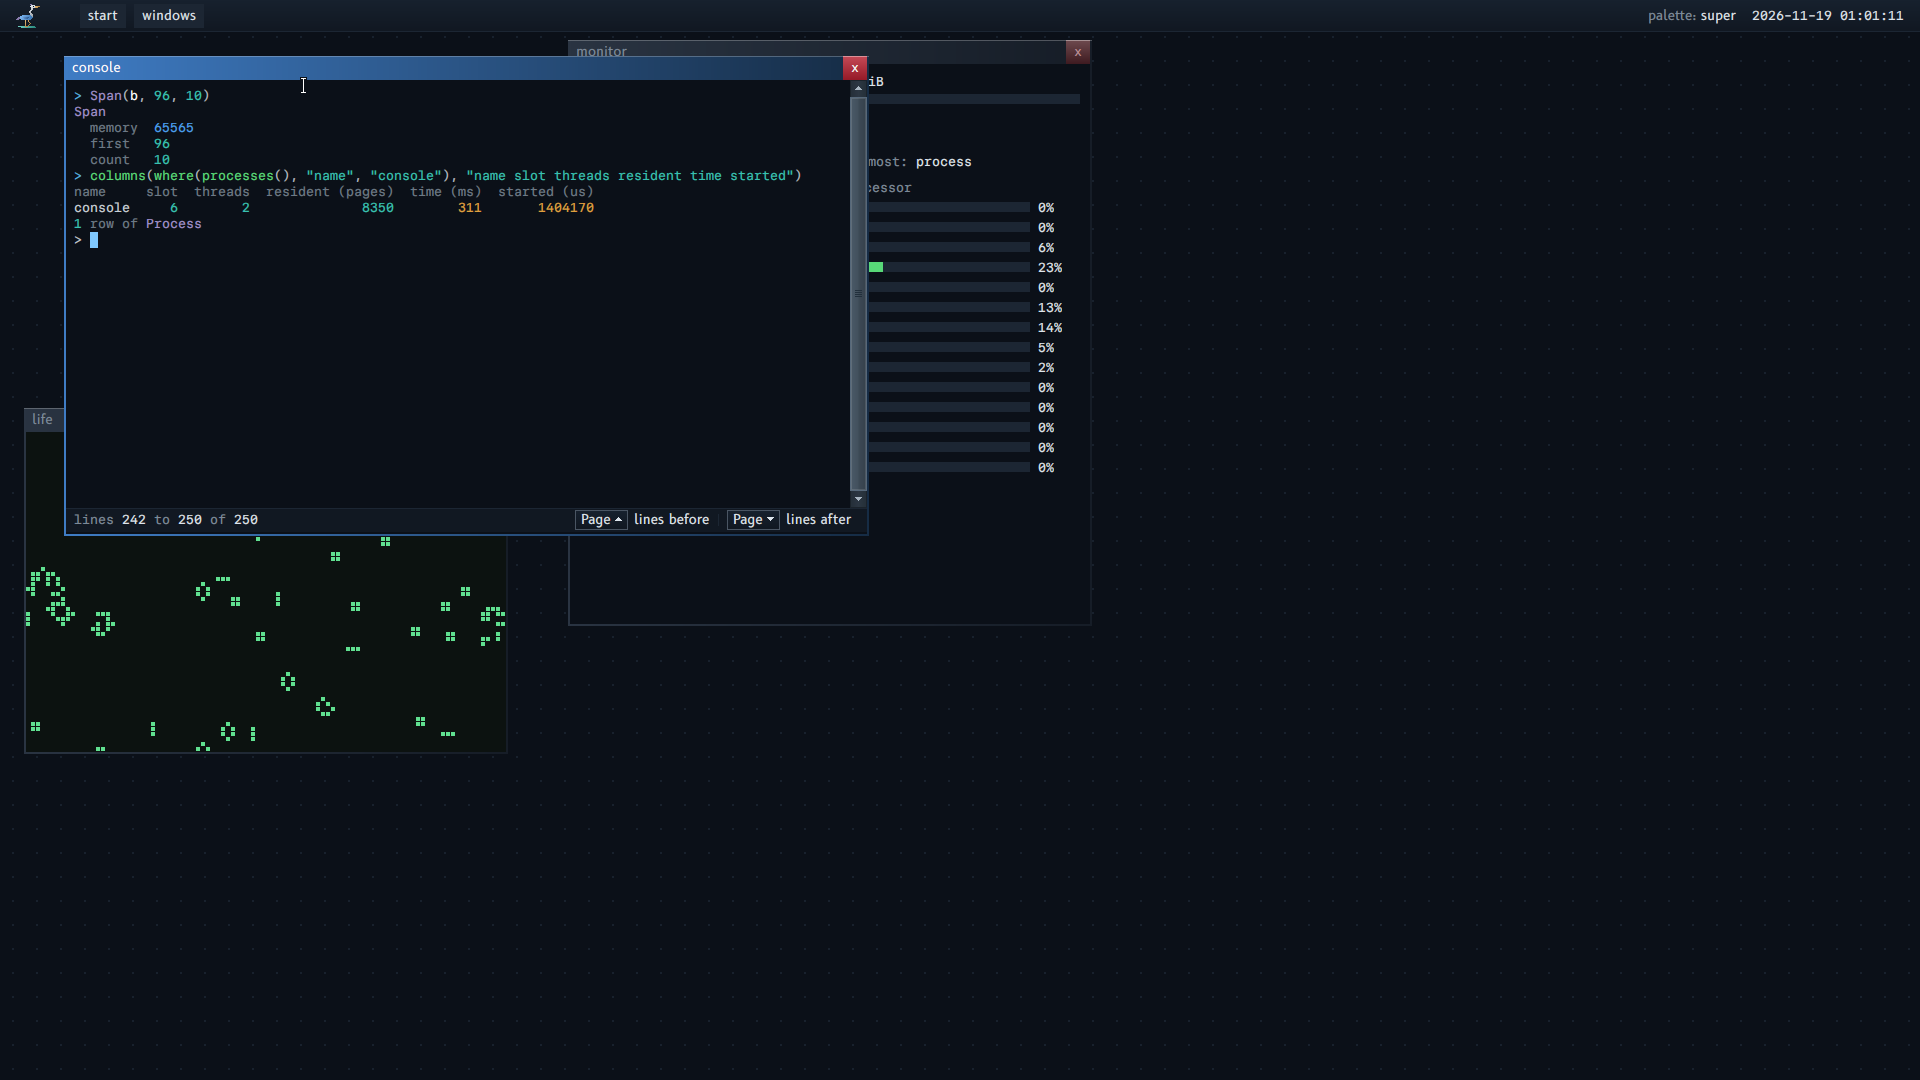 start windows palette: super 2026-11-19 01:01:11
monitor x
console x
iB
> Span(b, 96, 10)
Span
memory 65565
first 96
count 10
most: process
> columns(where(processes(), "name", "console"), "name slot threads resident time started")
cessor
name slot threads resident (pages) time (ms) started (us)
console 6 2 8350 311 1404170
1 row of Process
>
0%
0%
6%
23%
0%
13%
14%
5%
2%
0%
0%
0%
0%
0%
life
lines 242 to 250 of 250 Page lines before Page lines after